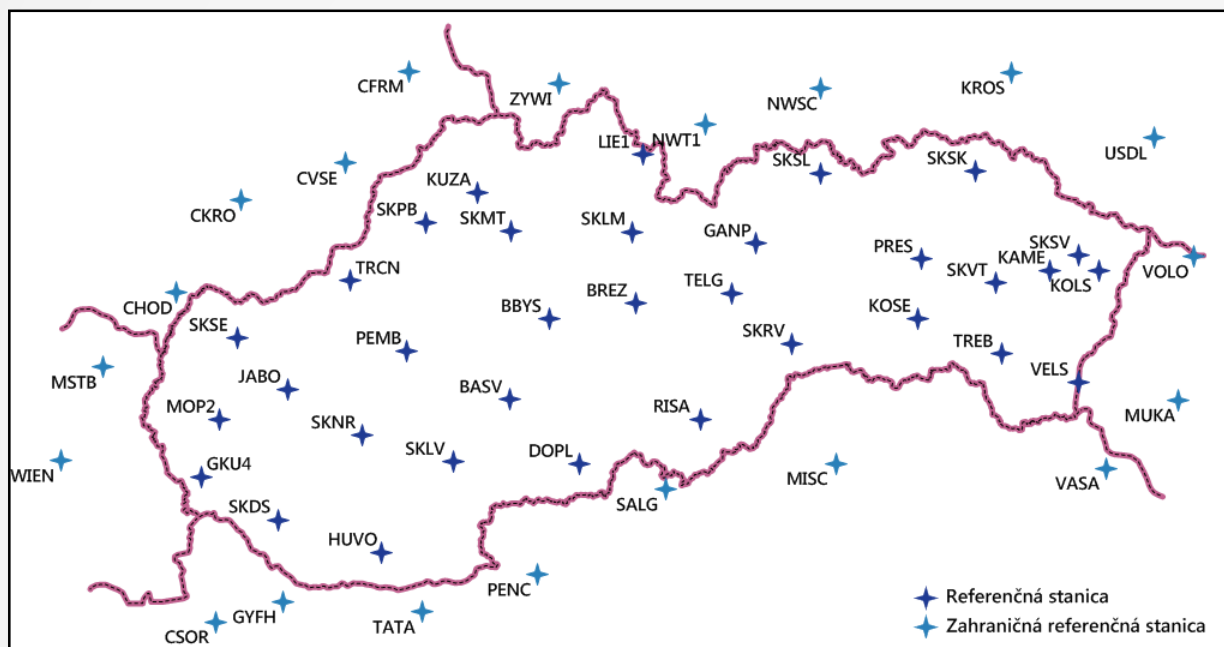 CFRM
ZYWI
NWSC
KROS
LIE1
NWT1
USDL
CVSE
SKSL
SKSK
CKRO
KUZA
SKPB
SKMT
SKLM
GANP
PRES
SKSV
KAME
SKVT
KOLS
VOLO
TRCN
CHOD
BREZ
TELG
BBYS
KOSE
SKSE
PEMB
SKRV
TREB
VELS
MSTB
JABO
BASV
MOP2
RISA
MUKA
SKNR
WIEN
GKU4
SKLV
DOPL
MISC
VASA
SALG
SKDS
HUVO
PENC
GYFH
CSOR
TATA
Referenčná stanica
Zahraničná referenčná stanica